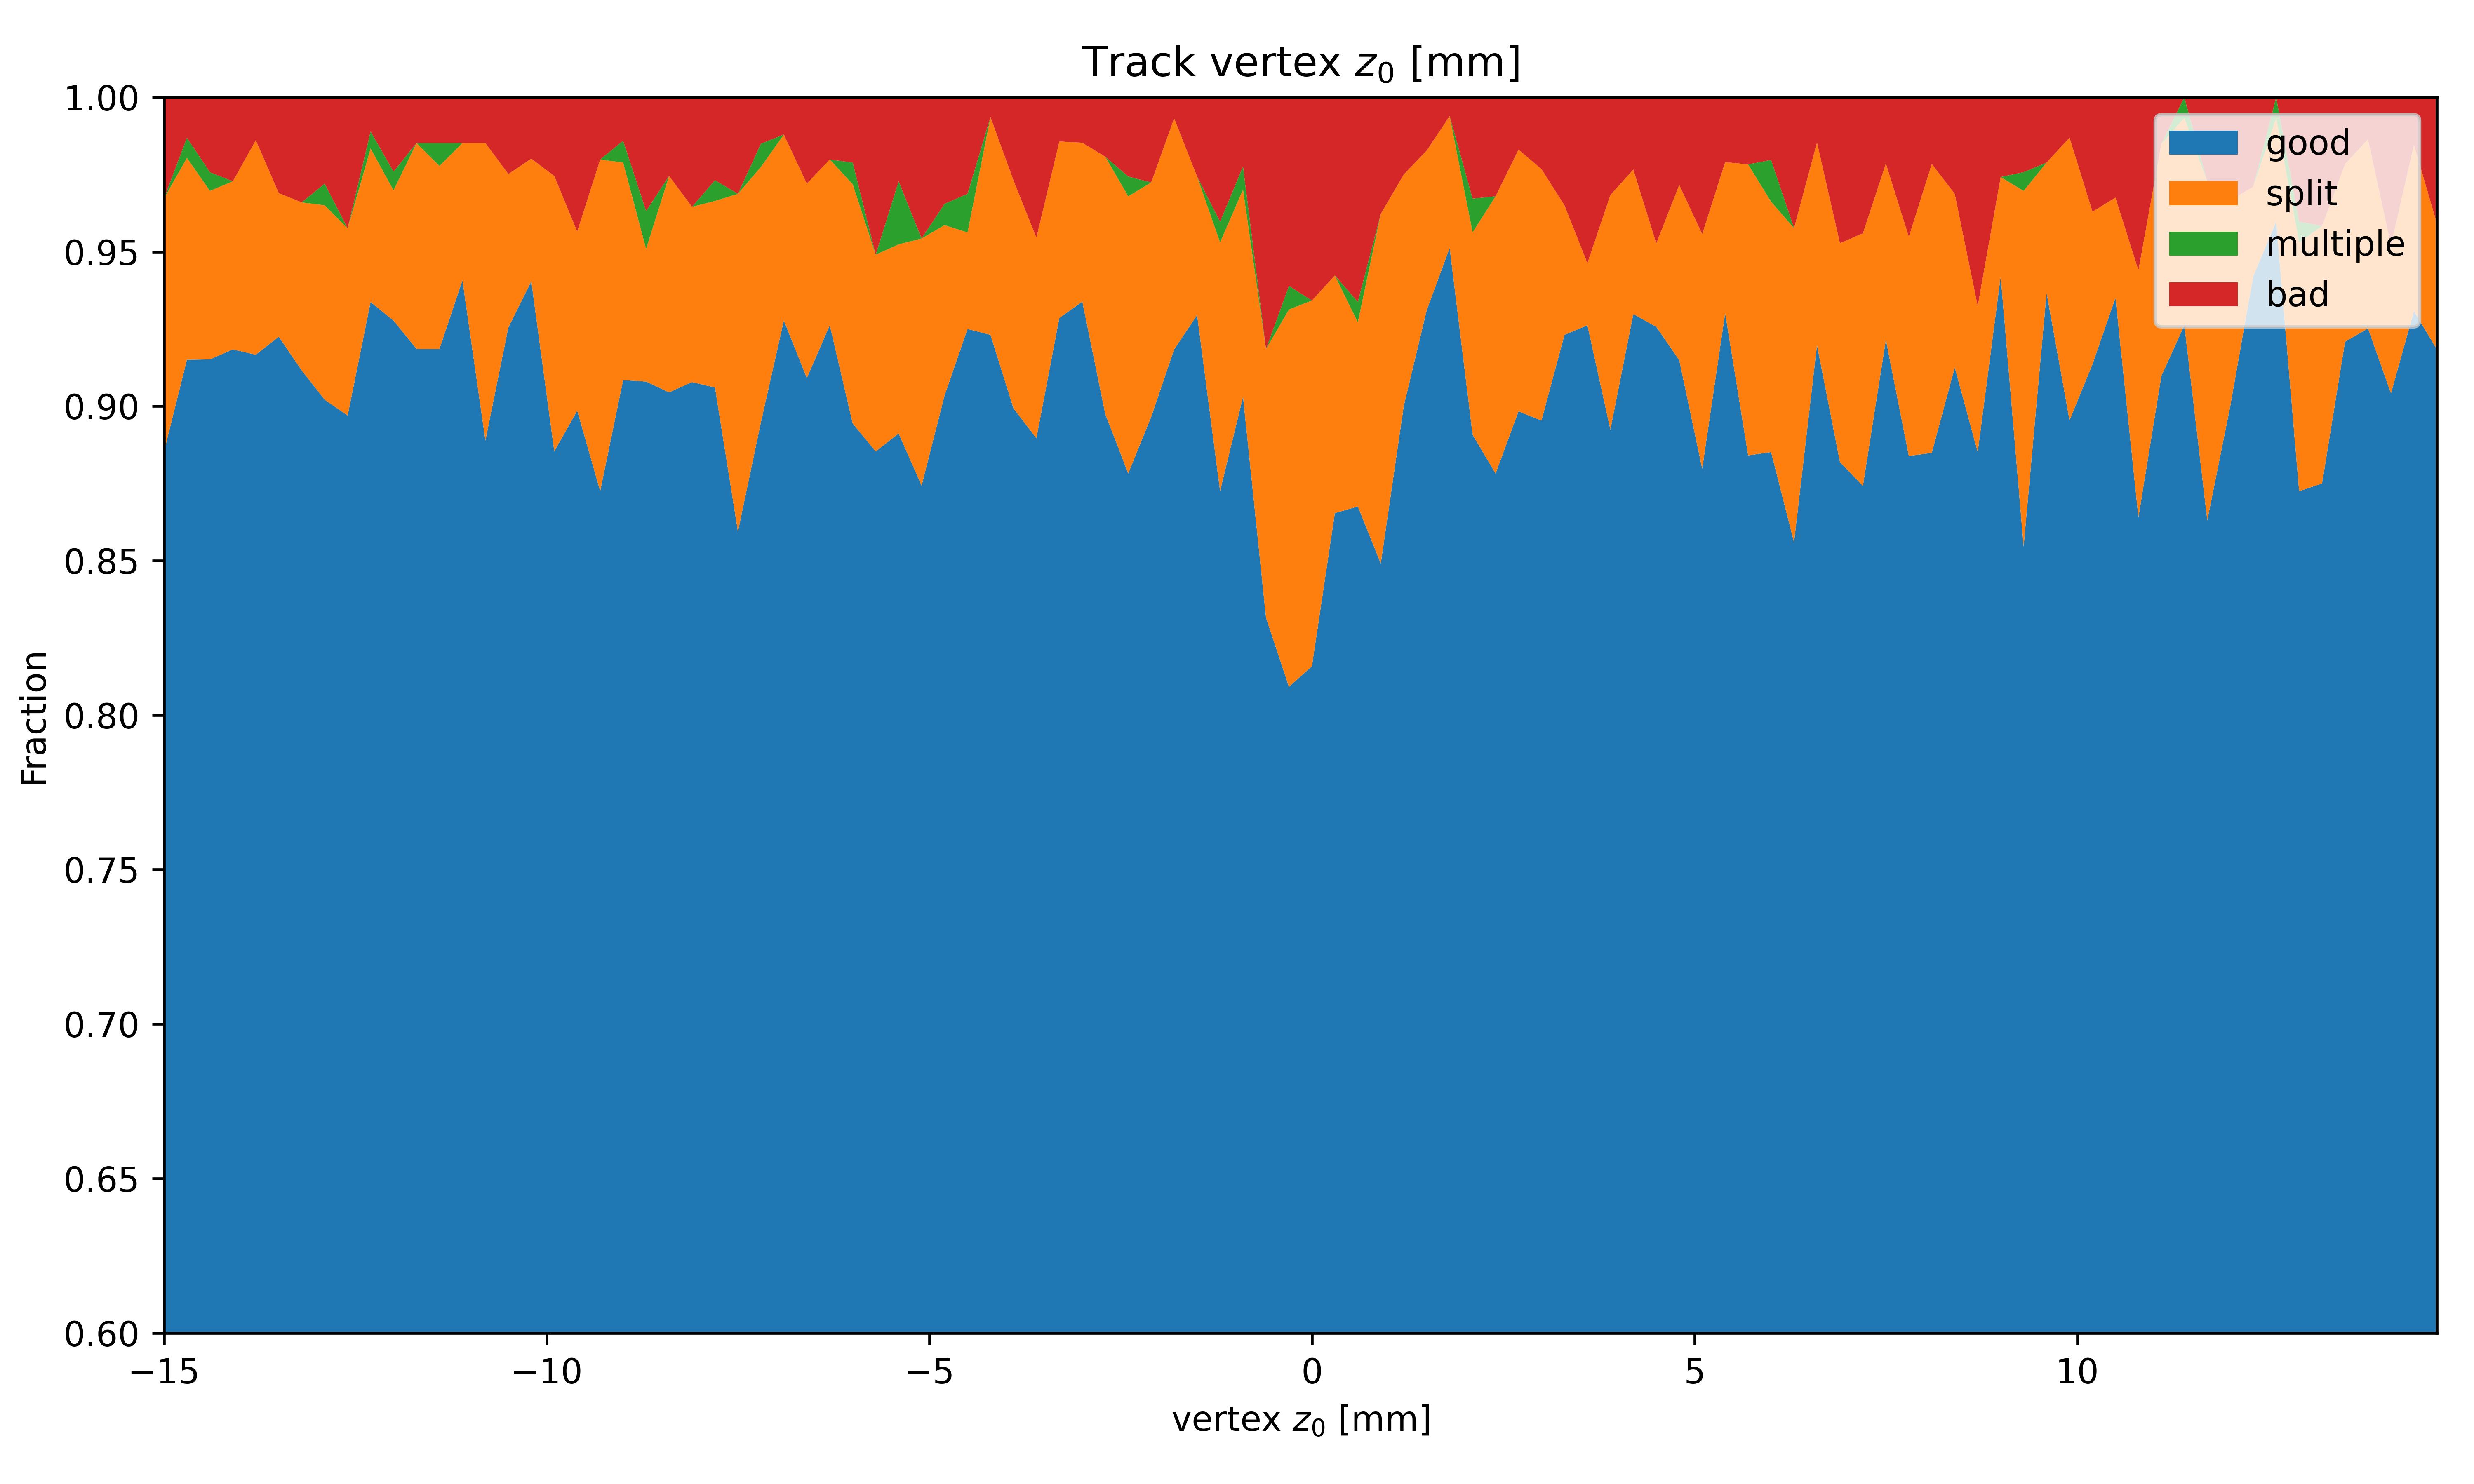 Track vertex z₀ [mm]
1.00
0.95
0.90
0.85
0.80
0.75
0.70
0.65
0.60
Fraction
good
split
multiple
bad
−15
−10
−5
0
5
10
vertex z₀ [mm]